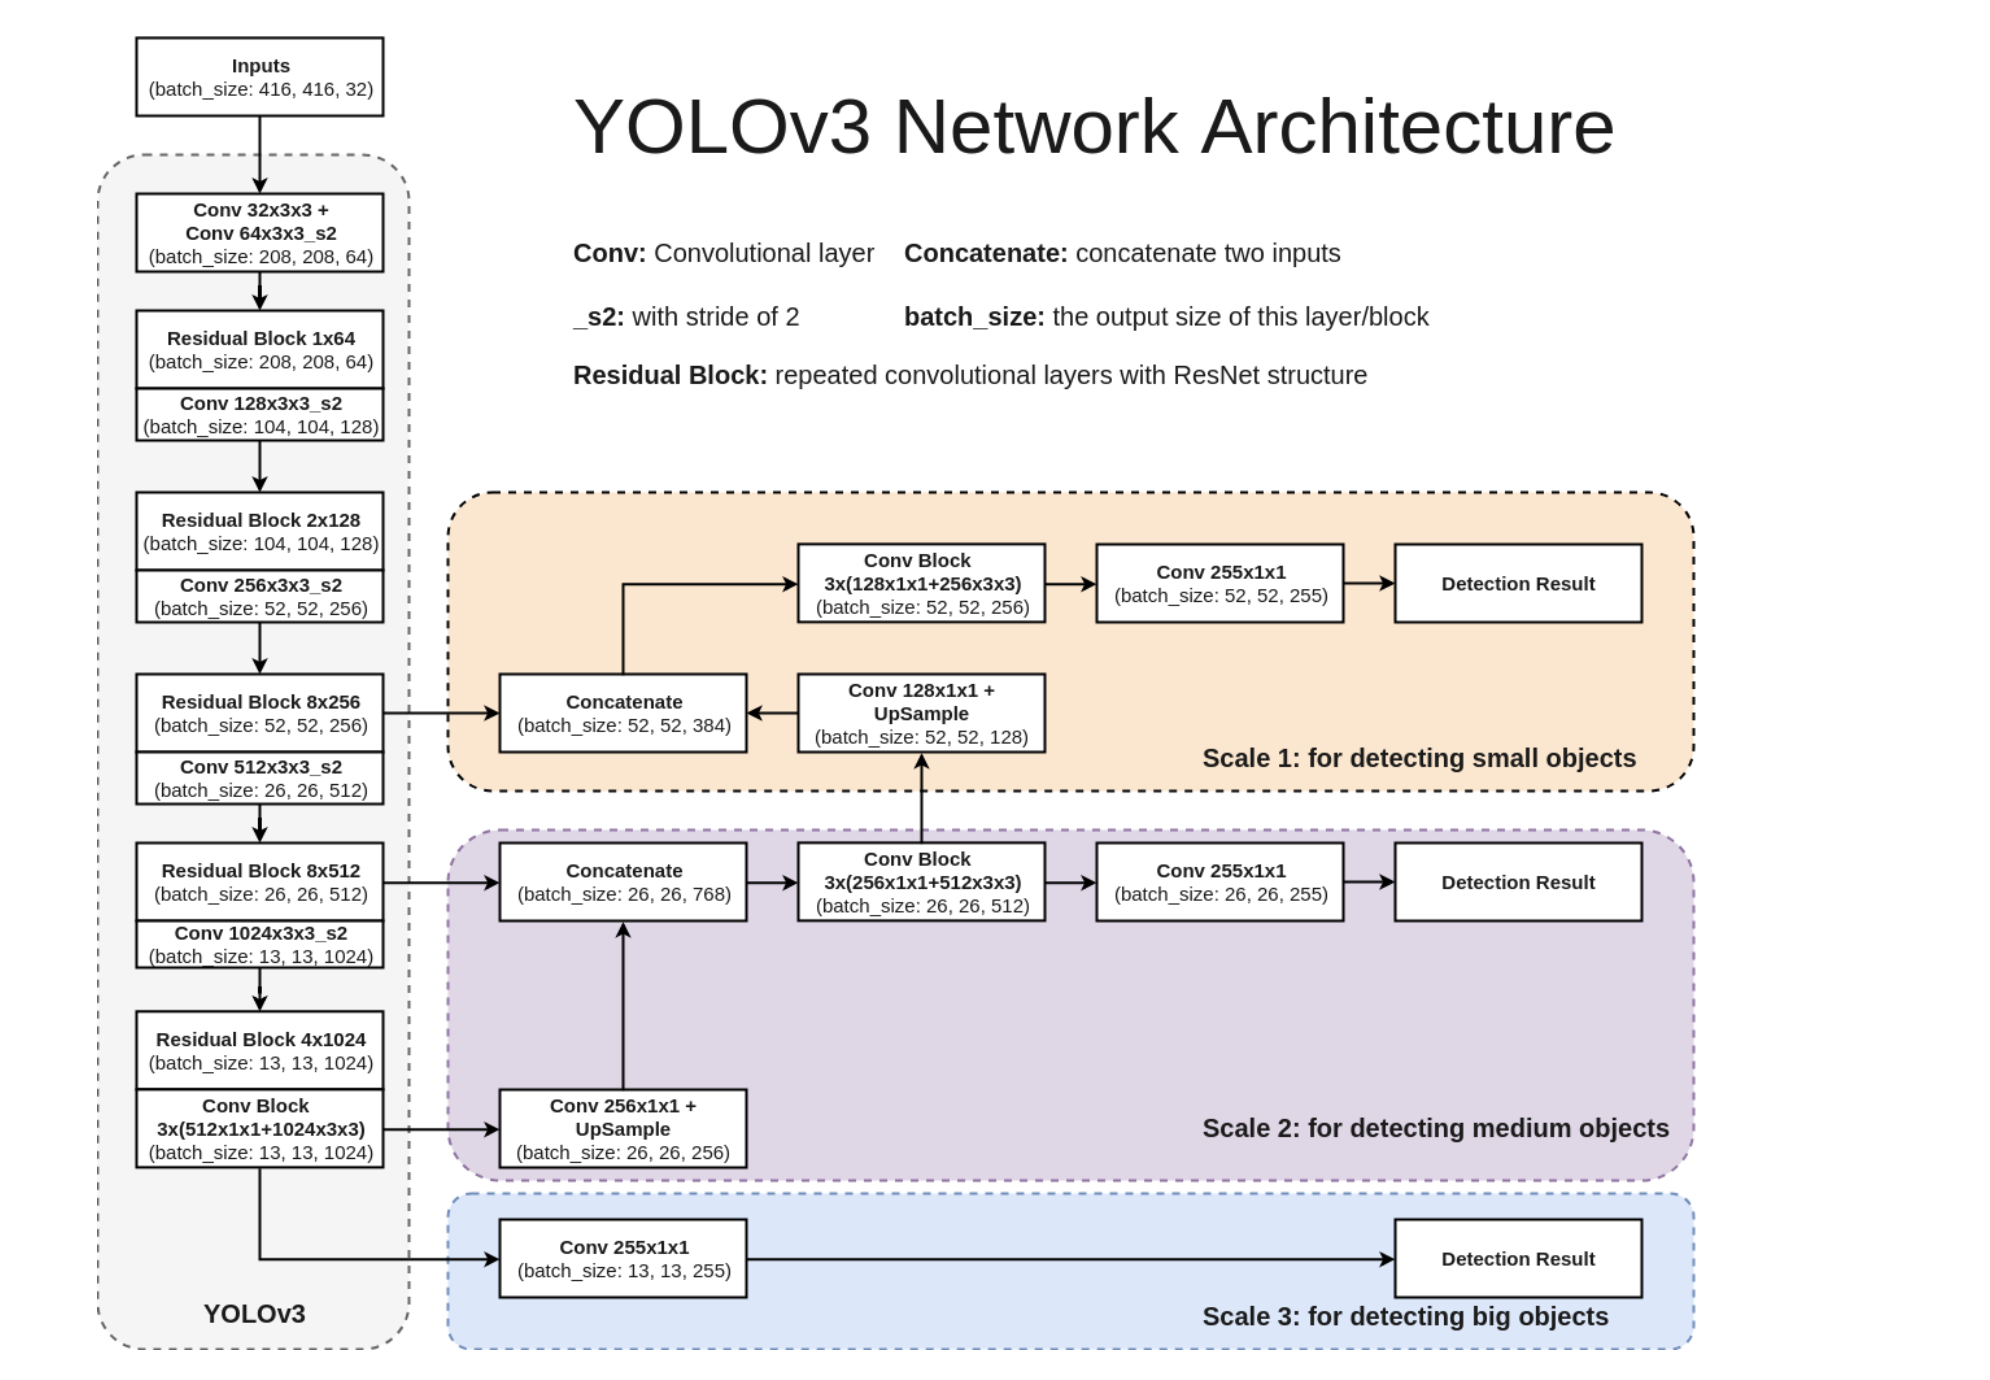 Inputs
(batch_size: 416, 416, 32)
YOLOv3 Network Architecture
Conv 32x3x3 +
Conv 64x3x3_s2
(batch_size: 208, 208, 64)
Conv: Convolutional layer
Concatenate: concatenate two inputs
_s2: with stride of 2
batch_size: the output size of this layer/block
Residual Block: repeated convolutional layers with ResNet structure
Residual Block 1x64
(batch_size: 208, 208, 64)
Conv 128x3x3_s2
(batch_size: 104, 104, 128)
Residual Block 2x128
(batch_size: 104, 104, 128)
Conv 256x3x3_s2
(batch_size: 52, 52, 256)
Residual Block 8x256
(batch_size: 52, 52, 256)
Conv 512x3x3_s2
(batch_size: 26, 26, 512)
Residual Block 8x512
(batch_size: 26, 26, 512)
Conv 1024x3x3_s2
(batch_size: 13, 13, 1024)
Residual Block 4x1024
(batch_size: 13, 13, 1024)
Conv Block
3x(512x1x1+1024x3x3)
(batch_size: 13, 13, 1024)
YOLOv3
Conv Block
3x(128x1x1+256x3x3)
(batch_size: 52, 52, 256)
Conv 255x1x1
(batch_size: 52, 52, 255)
Detection Result
Concatenate
(batch_size: 52, 52, 384)
Conv 128x1x1 +
UpSample
(batch_size: 52, 52, 128)
Scale 1: for detecting small objects
Concatenate
(batch_size: 26, 26, 768)
Conv Block
3x(256x1x1+512x3x3)
(batch_size: 26, 26, 512)
Conv 255x1x1
(batch_size: 26, 26, 255)
Detection Result
Conv 256x1x1 +
UpSample
(batch_size: 26, 26, 256)
Scale 2: for detecting medium objects
Conv 255x1x1
(batch_size: 13, 13, 255)
Detection Result
Scale 3: for detecting big objects